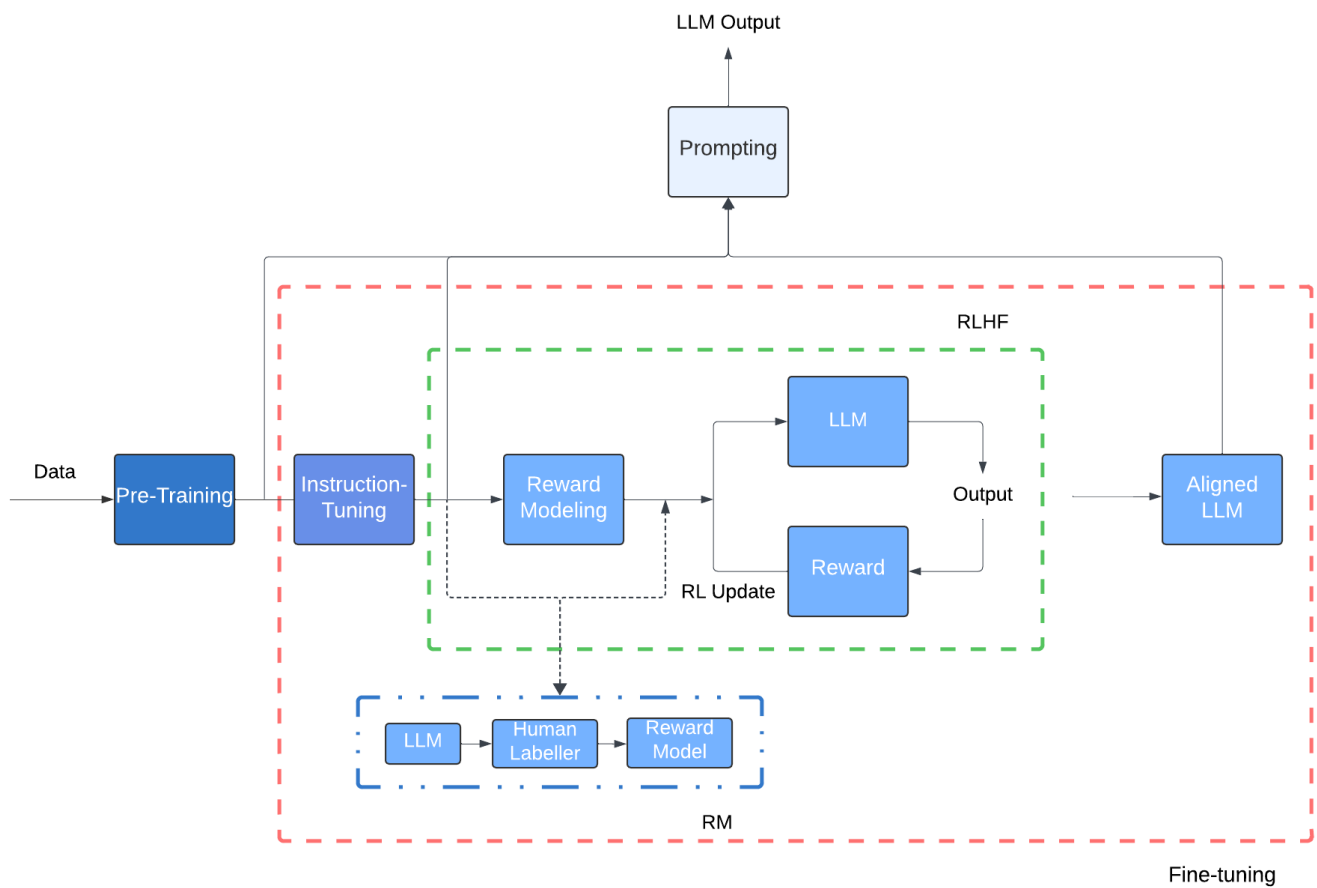 LLM Output
Prompting
RLHF
Data
Pre-Training
Instruction-
Tuning
Reward
Modeling
LLM
Output
Reward
RL Update
Aligned
LLM
LLM
Human
Labeller
Reward
Model
RM
Fine-tuning